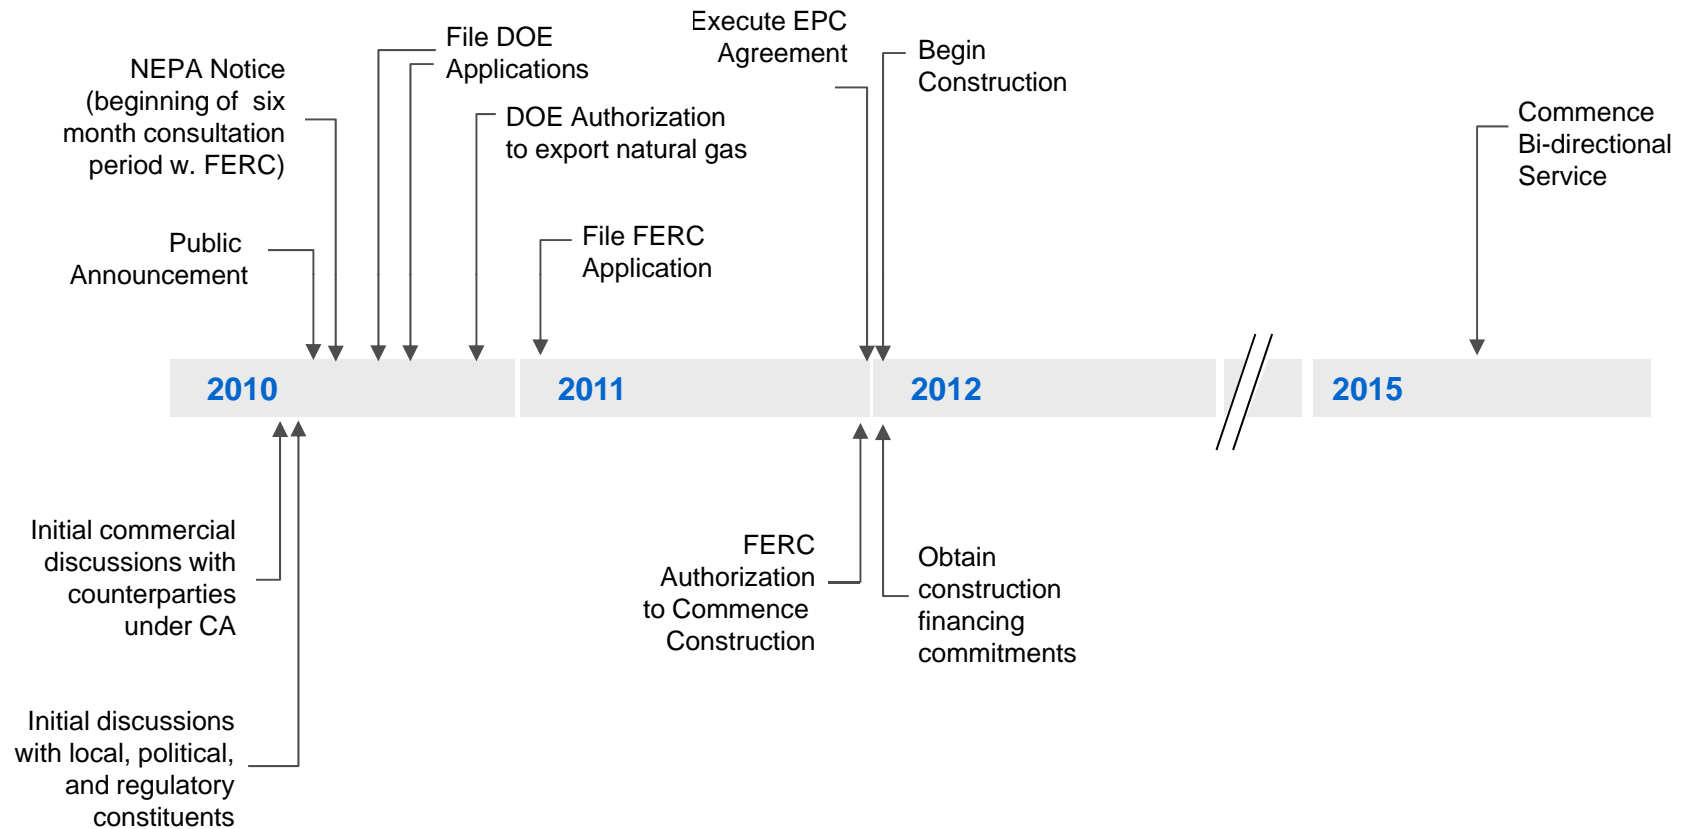 Execute EPC
Agreement
File DOE
Applications
Begin
Construction
NEPA Notice
(beginning of six
month consultation
period w. FERC)
DOE Authorization
to export natural gas
Commence
Bi-directional
Service
Public
Announcement
File FERC
Application
2010
2011
2012
2015
Initial commercial
discussions with
counterparties
under CA
FERC
Authorization
to Commence
Construction
Obtain
construction
financing
commitments
Initial discussions
with local, political,
and regulatory
constituents